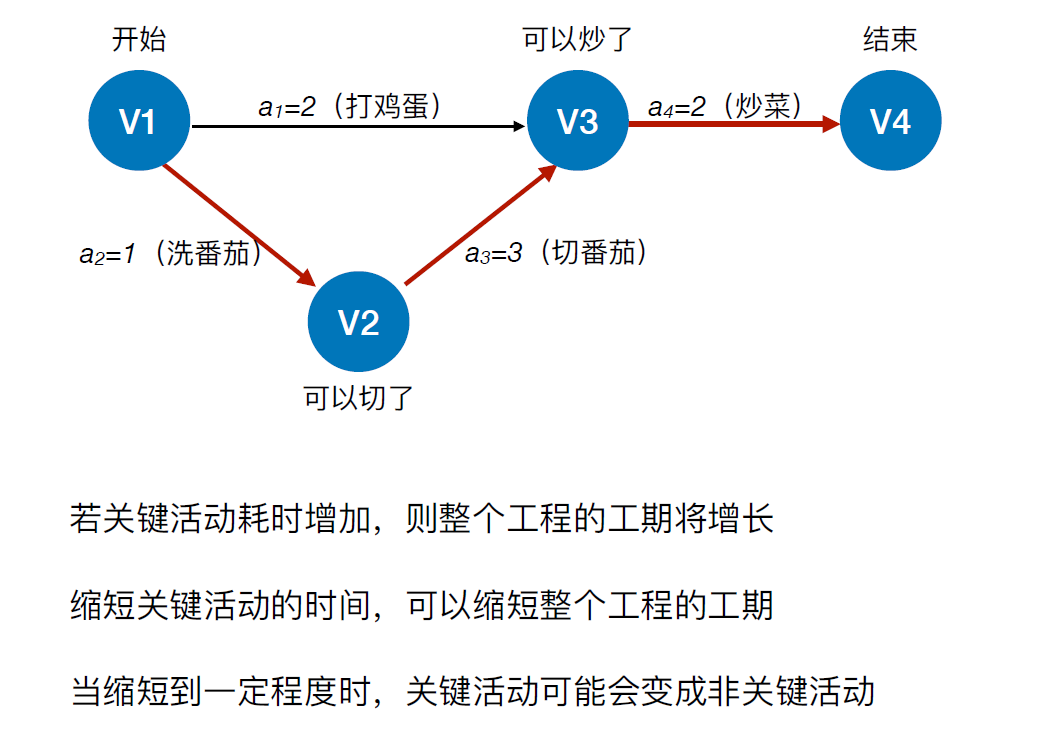 开始
可以炒了
结束
V1
a₁=2（打鸡蛋）
V3
a₄=2（炒菜）
V4
a₂=1（洗番茄）
a₃=3（切番茄）
V2
可以切了
若关键活动耗时增加，则整个工程的工期将增长
缩短关键活动的时间，可以缩短整个工程的工期
当缩短到一定程度时，关键活动可能会变成非关键活动